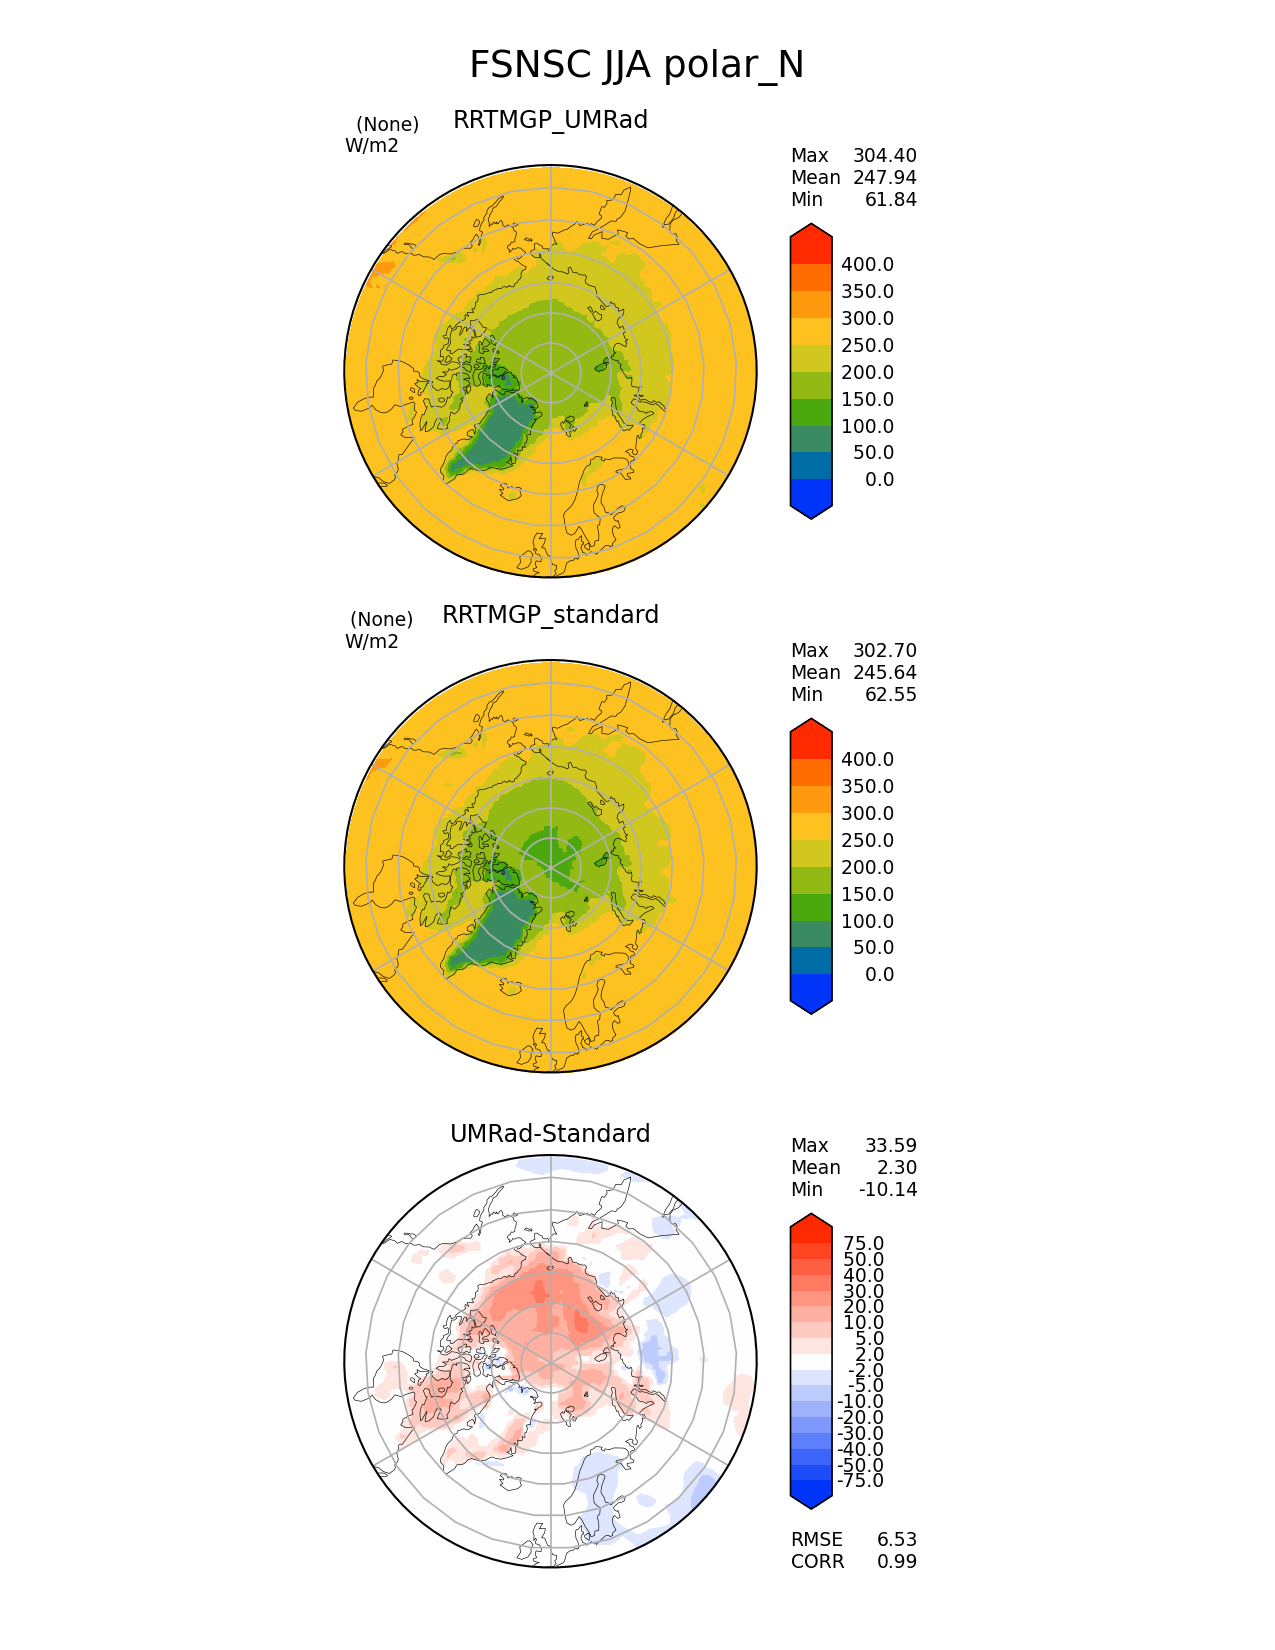 FSNSC JJA polar_N
(None)
RRTMGP_UMRad
W/m2
Max 304.40
Mean 247.94
Min 61.84
400.0
350.0
300.0
250.0
200.0
150.0
100.0
50.0
0.0
(None)
RRTMGP_standard
W/m2
Max 302.70
Mean 245.64
Min 62.55
400.0
350.0
300.0
250.0
200.0
150.0
100.0
50.0
0.0
UMRad-Standard
Max 33.59
Mean 2.30
Min -10.14
75.0
50.0
40.0
30.0
20.0
10.0
5.0
2.0
-2.0
-5.0
-10.0
-20.0
-30.0
-40.0
-50.0
-75.0
RMSE 6.53
CORR 0.99